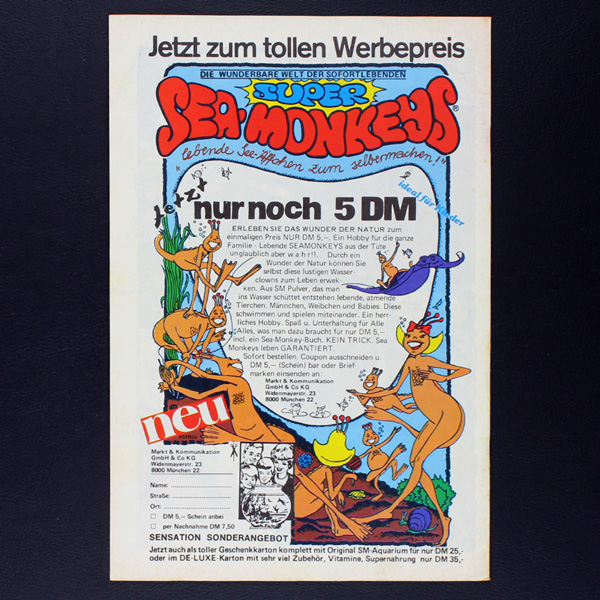 Jetzt zum tollen Werbepreis
DIE WUNDERBARE WELT DER SOFORTLEBENDEN
SUPER
SEA-MONKEYS®
"lebende See-Äffchen zum selbermachen!"
ideal für Kinder
jetzt
nur noch 5 DM
ERLEBEN SIE DAS WUNDER DER NATUR zum
einmaligen Preis NUR DM 5,–. Ein Hobby für die ganze
Familie - Lebende SEAMONKEYS aus der Tüte
unglaublich aber w a h r!!!. Durch ein
Wunder der Natur können Sie
selbst diese lustigen Wasser-
clowns zum Leben erwek-
ken. Aus SM Pulver, das man
ins Wasser schüttet entstehen lebende, atmende
Tierchen. Männchen, Weibchen und Babies. Diese
schwimmen und spielen miteinander. Ein herr-
liches Hobby. Spaß u. Unterhaltung für Alle
Alles, was man dazu braucht für nur DM 5,–
incl. ein Sea-Monkey-Buch. KEIN TRICK. Sea
Monkeys leben GARANTIERT.
Sofort bestellen. Coupon ausschneiden u.
DM 5,– (Schein) bar oder Brief
marken einsenden an:
Markt & Kommunikation
GmbH & Co KG
Widenmayerstr. 23
8000 München 22
neu
Markt & Kommunikation
GmbH & Co KG
Widenmayerstr. 23
8000 München 22
Name:
Straße:
Ort:
DM 5,– Schein anbei
per Nachnahme DM 7,50
SENSATION SONDERANGEBOT
Jetzt auch als toller Geschenkkarton komplett mit Original SM-Aquarium für nur DM 25,-
oder im DE-LUXE-Karton mit sehr viel Zubehör, Vitamine, Supernahrung nur DM 35,-